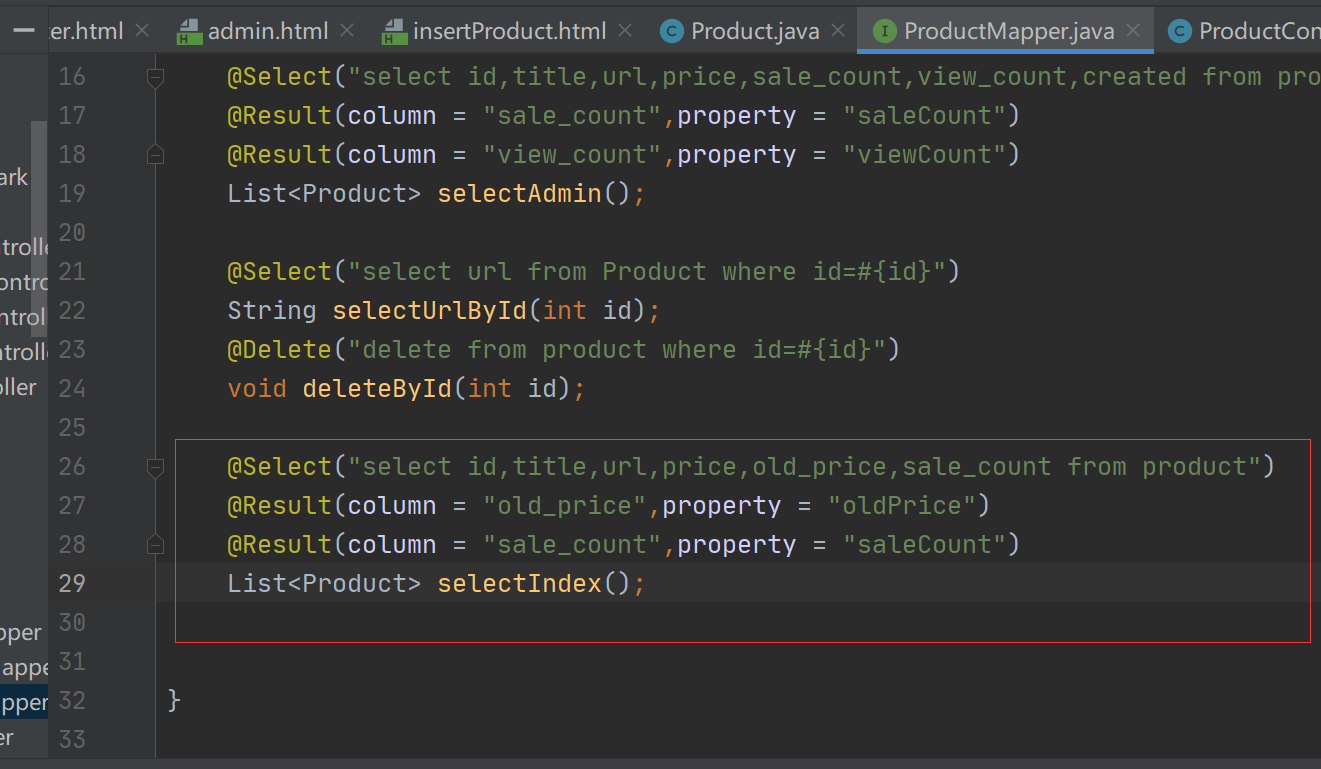 er.html admin.html insertProduct.html Product.java ProductMapper.java ProductCon
16 @Select("select id,title,url,price,sale_count,view_count,created from pro
17 @Result(column = "sale_count",property = "saleCount")
ark
18 @Result(column = "view_count",property = "viewCount")
19 List<Product> selectAdmin();
20
trolle
21 @Select("select url from Product where id=#{id}")
ontro
22 String selectUrlById(int id);
ntrol
23 @Delete("delete from product where id=#{id}")
ntrolle
24 void deleteById(int id);
oller
25
26 @Select("select id,title,url,price,old_price,sale_count from product")
27 @Result(column = "old_price",property = "oldPrice")
28 @Result(column = "sale_count",property = "saleCount")
29 List<Product> selectIndex();
30
pper
31
appe
32 }
pper
33
er